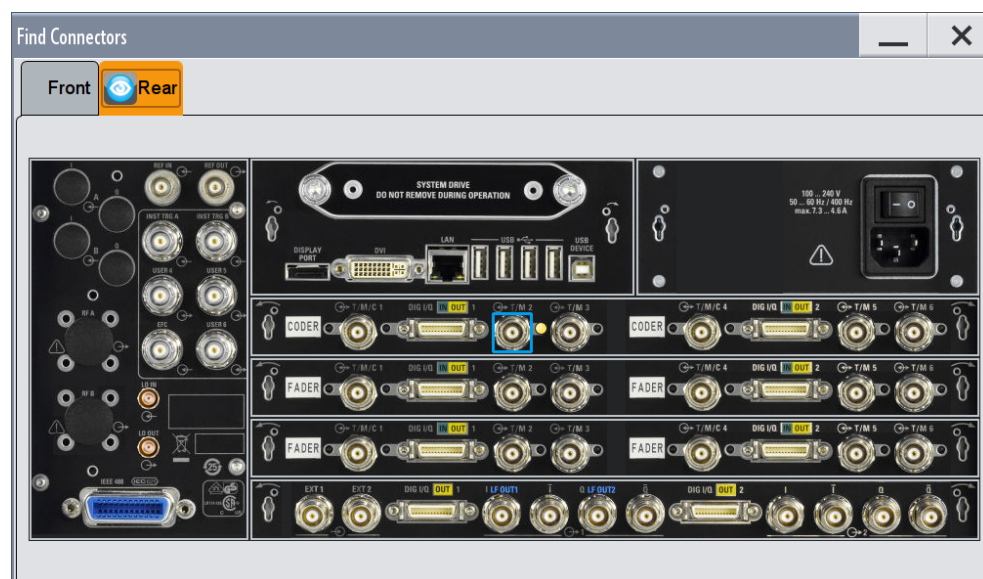 Find Connectors
Front
Rear
REF IN REF OUT
A
INST TRG A INST TRG B
B
USER 4 USER 5
RF A
EFC USER 6
RF B
LO IN
LO OUT
25
IEEE 488
SYSTEM DRIVE
DO NOT REMOVE DURING OPERATION
DISPLAY
PORT
DVI
LAN
USB
USB
DEVICE
100 ... 240 V
50 ... 60 Hz / 400 Hz
max. 7.3 ... 4.6 A
CODER
T/M/C 1 DIG I/Q IN OUT 1 T/M 2 T/M 3
CODER
T/M/C 4 DIG I/Q IN OUT 2 T/M 5 T/M 6
FADER
T/M/C 1 DIG I/Q IN OUT 1 T/M 2 T/M 3
FADER
T/M/C 4 DIG I/Q IN OUT 2 T/M 5 T/M 6
FADER
T/M/C 1 DIG I/Q IN OUT 1 T/M 2 T/M 3
FADER
T/M/C 4 DIG I/Q IN OUT 2 T/M 5 T/M 6
EXT 1 EXT 2 DIG I/Q OUT 1 I LF OUT1 Ī Q LF OUT2 Q̄ DIG I/Q OUT 2 I Ī Q Q̄
1
2